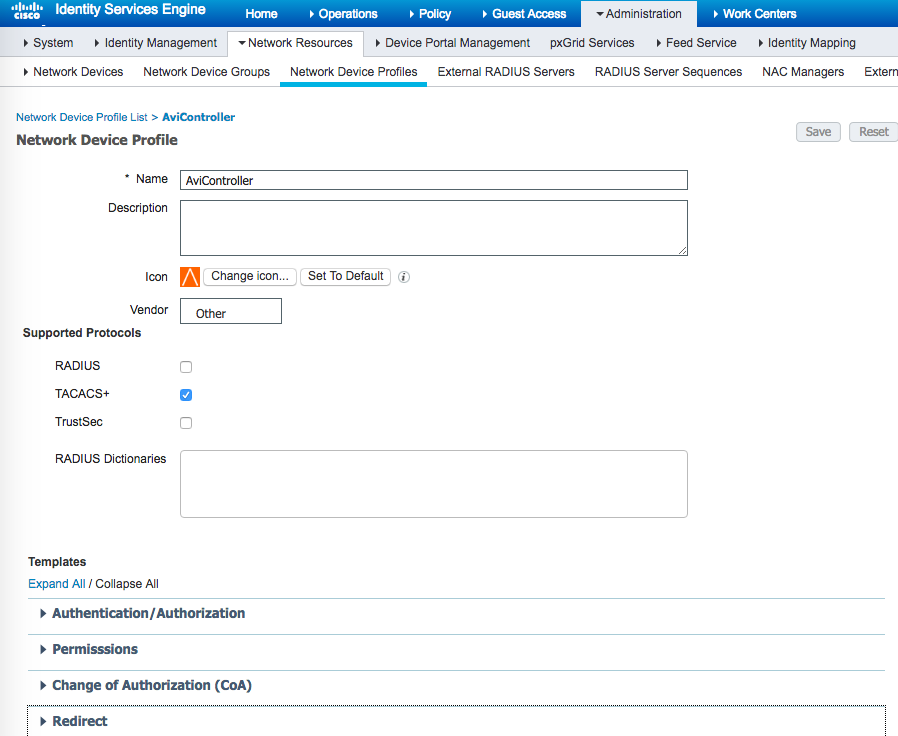 cisco Identity Services Engine Home Operations Policy Guest Access Administration Work Centers
System Identity Management Network Resources Device Portal Management pxGrid Services Feed Service Identity Mapping
Network Devices Network Device Groups Network Device Profiles External RADIUS Servers RADIUS Server Sequences NAC Managers Extern
Network Device Profile List > AviController
Network Device Profile Save Reset
* Name AviController
Description
Icon Change icon... Set To Default i
Vendor Other
Supported Protocols
RADIUS
TACACS+
TrustSec
RADIUS Dictionaries
Templates
Expand All / Collapse All
Authentication/Authorization
Permisssions
Change of Authorization (CoA)
Redirect